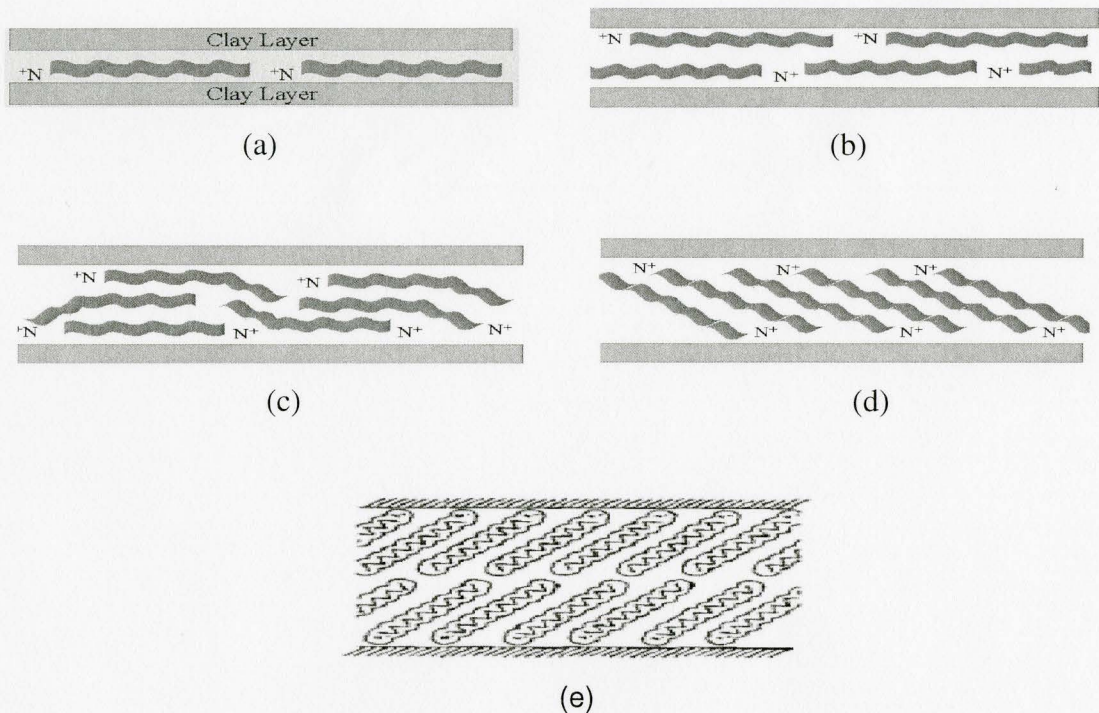 Clay Layer
⁺N ⁺N
Clay Layer
(a)
⁺N ⁺N
N⁺ N⁺
(b)
⁺N ⁺N
⁺N N⁺ N⁺ N⁺
(c)
N⁺ N⁺ N⁺
N⁺ N⁺ N⁺
(d)
(e)